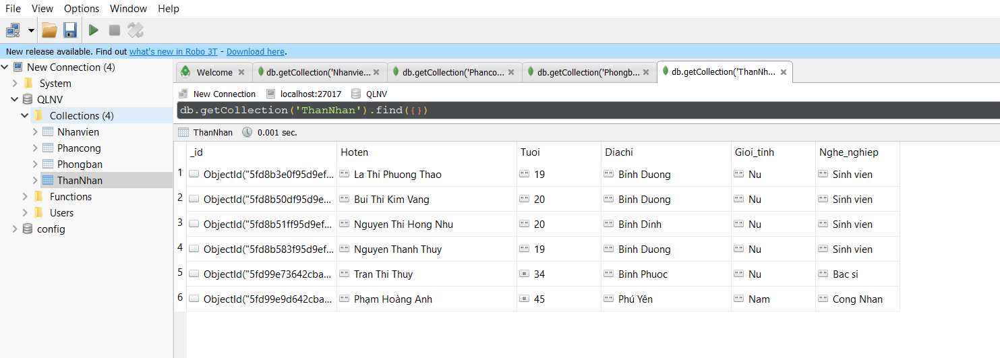 File View Options Window Help
New release available. Find out what's new in Robo 3T - Download here.
New Connection (4)
System
QLNV
Collections (4)
Nhanvien
Phancong
Phongban
ThanNhan
Functions
Users
config
Welcome db.getCollection('Nhanvie... db.getCollection('Phanco... db.getCollection('Phongb... db.getCollection('ThanNh...
New Connection localhost:27017 QLNV
db.getCollection('ThanNhan').find({})
ThanNhan 0.001 sec.
_id Hoten Tuoi Diachi Gioi_tinh Nghe_nghiep
1 ObjectId("5fd8b3e0f95d9ef... "" La Thi Phuong Thao "" 19 "" Binh Duong "" Nu "" Sinh vien
2 ObjectId("5fd8b50df95d9e... "" Bui Thi Kim Vang "" 20 "" Binh Duong "" Nu "" Sinh vien
3 ObjectId("5fd8b51ff95d9ef... "" Nguyen Thi Hong Nhu "" 20 "" Binh Dinh "" Nu "" Sinh vien
4 ObjectId("5fd8b583f95d9ef... "" Nguyen Thanh Thuy "" 19 "" Binh Duong "" Nu "" Sinh vien
5 ObjectId("5fd99e73642cba... "" Tran Thi Thuy # 34 "" Binh Phuoc "" Nu "" Bac si
6 ObjectId("5fd99e9d642cba... "" Phạm Hoàng Anh # 45 "" Phú Yên "" Nam "" Cong Nhan